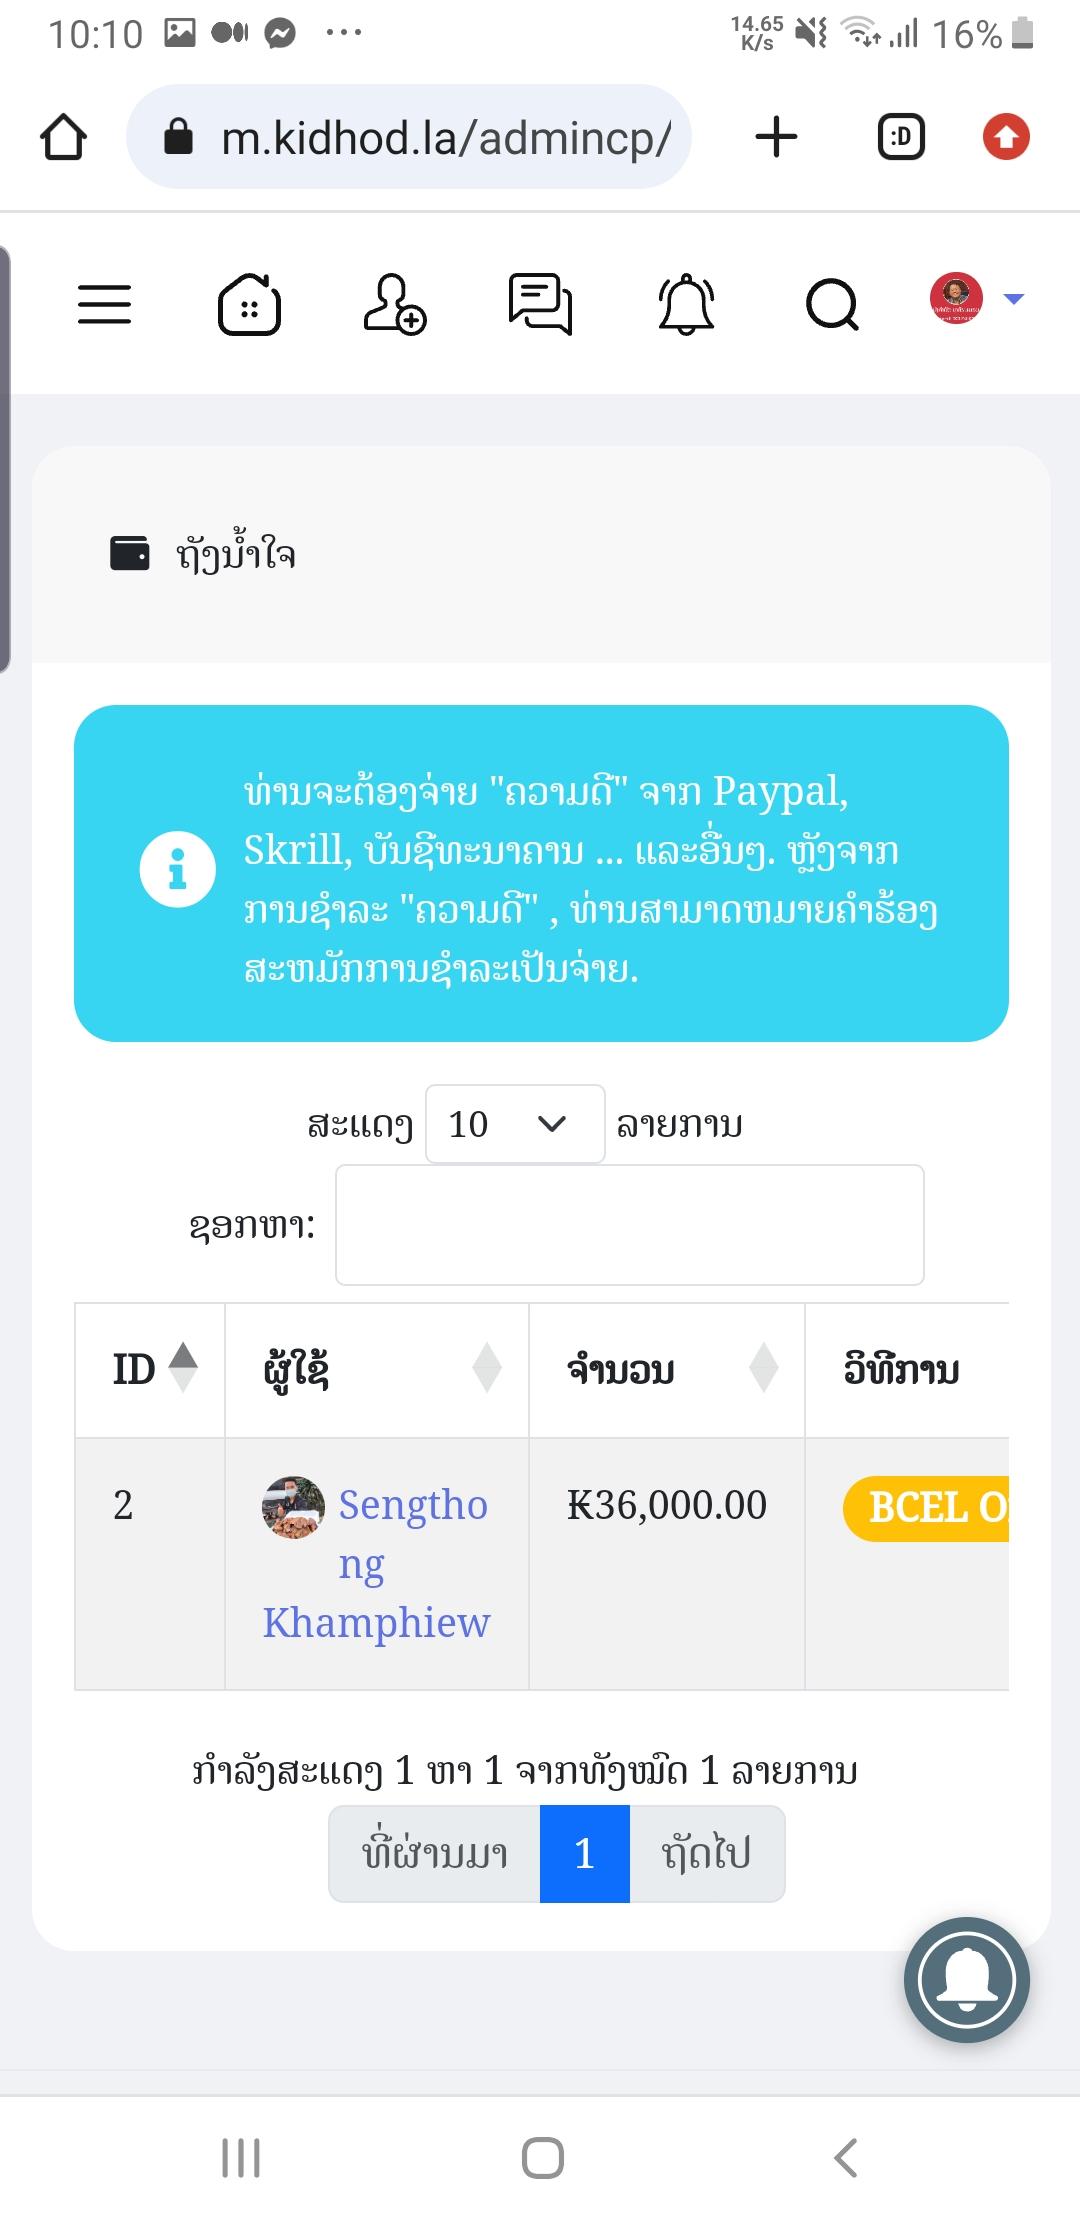 10:10
14.65
K/s
16%
m.kidhod.la/admincp/
:D
ຖັງນ້ຳໃຈ
ທ່ານຈະຕ້ອງຈ່າຍ "ຄວາມດີ" ຈາກ Paypal,
Skrill, ບັນຊີທະນາຄານ ... ແລະອື່ນໆ. ຫຼັງຈາກ
ການຊໍາລະ "ຄວາມດີ" , ທ່ານສາມາດຫມາຍຄໍາຮ້ອງ
ສະຫມັກການຊໍາລະເປັນຈ່າຍ.
ສະແດງ 10 ລາຍການ
ຊອກຫາ:
ID ຜູ້ໃຊ້ ຈຳນວນ ວິທີການ
2 Sengtho ₭36,000.00 BCEL
ng
Khamphiew
ກຳລັງສະແດງ 1 ຫາ 1 ຈາກທັງໝົດ 1 ລາຍການ
ທີ່ຜ່ານມາ 1 ຖັດໄປ